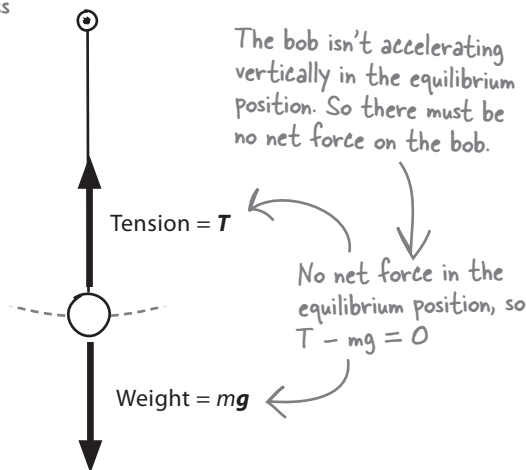 The bob isn't accelerating
vertically in the equilibrium
position. So there must be
no net force on the bob.
Tension = T
No net force in the
equilibrium position, so
T - mg = 0
Weight = mg